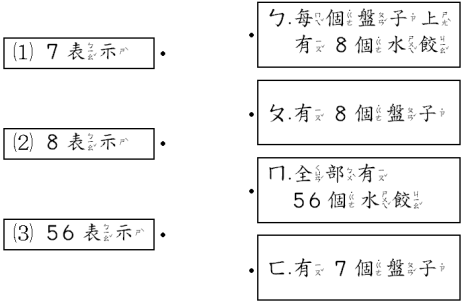 (1) 7 表示
(2) 8 表示
(3) 56 表示
ㄅ.每個盤子上
有 8 個水餃
ㄆ.有 8 個盤子
ㄇ.全部有
56 個水餃
ㄈ.有 7 個盤子